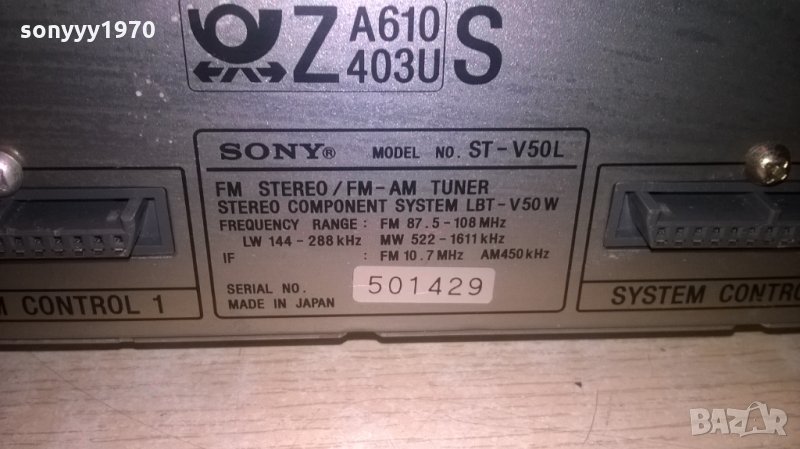 sonyyy1970
Z A610 403U S
SONY® MODEL NO. ST-V50L
FM STEREO/FM-AM TUNER
STEREO COMPONENT SYSTEM LBT-V50W
FREQUENCY RANGE : FM 87.5-108MHz
LW 144-288kHz MW 522-1611kHz
IF : FM 10.7MHz AM450kHz
SERIAL NO. 501429
MADE IN JAPAN
M CONTROL 1
SYSTEM CONTRO
BAZAR